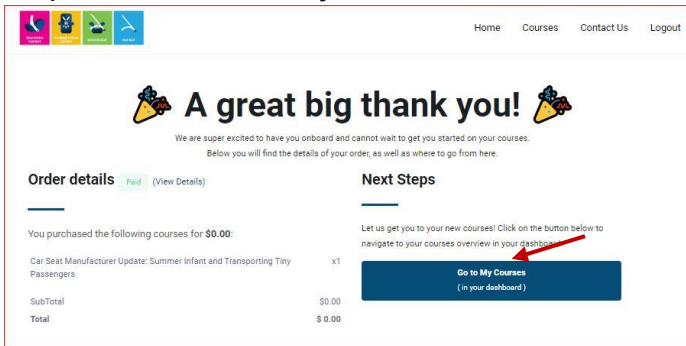 Home Courses Contact Us Logout
A great big thank you!
We are super excited to have you onboard and cannot wait to get you started on your courses.
Below you will find the details of your order, as well as where to go from here.
Order details Paid (View Details)
You purchased the following courses for $0.00:
Car Seat Manufacturer Update: Summer Infant and Transporting Tiny x1
Passengers
SubTotal $0.00
Total $ 0.00
Next Steps
Let us get you to your new courses! Click on the button below to
navigate to your courses overview in your
Go to My Courses
( in your dashboard )